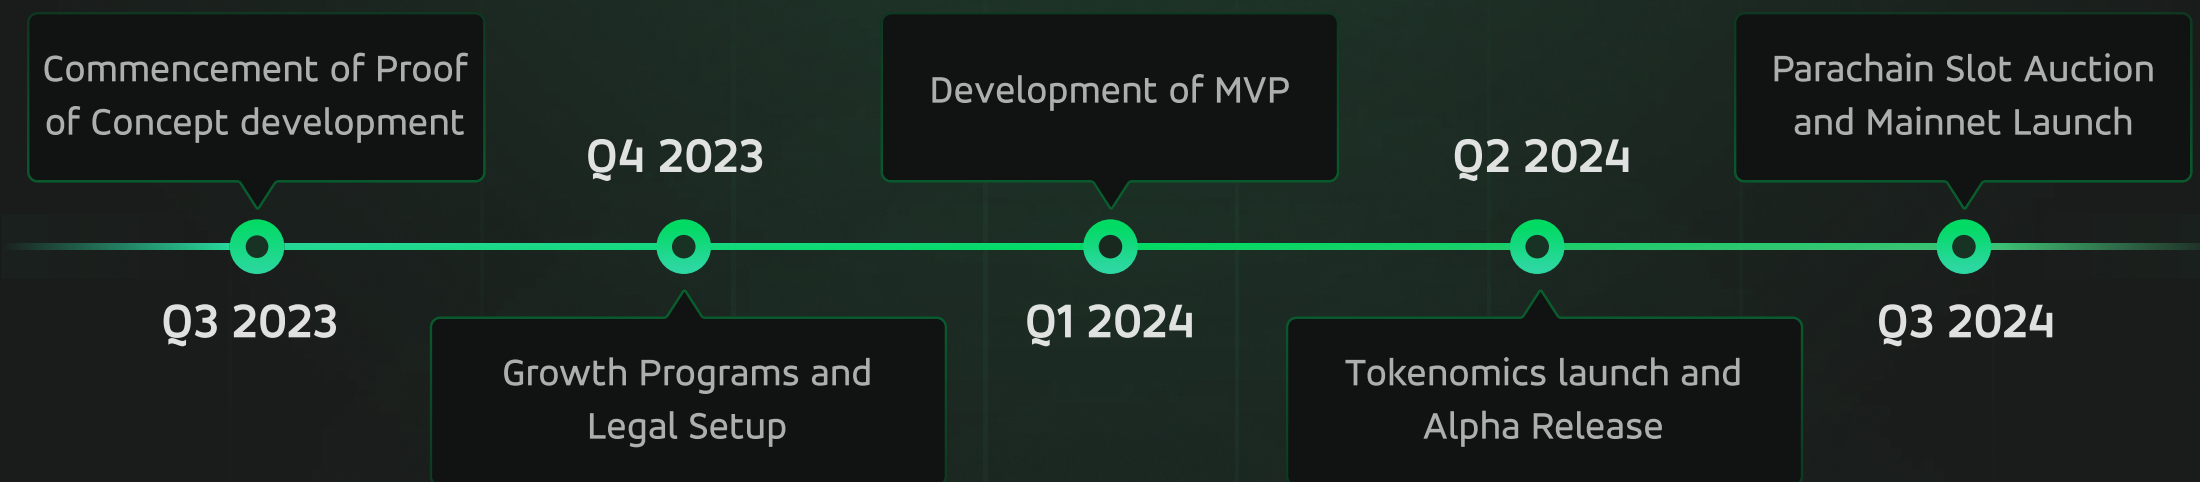 Commencement of Proof
of Concept development
Q3 2023
Q4 2023
Growth Programs and
Legal Setup
Development of MVP
Q1 2024
Q2 2024
Tokenomics launch and
Alpha Release
Parachain Slot Auction
and Mainnet Launch
Q3 2024